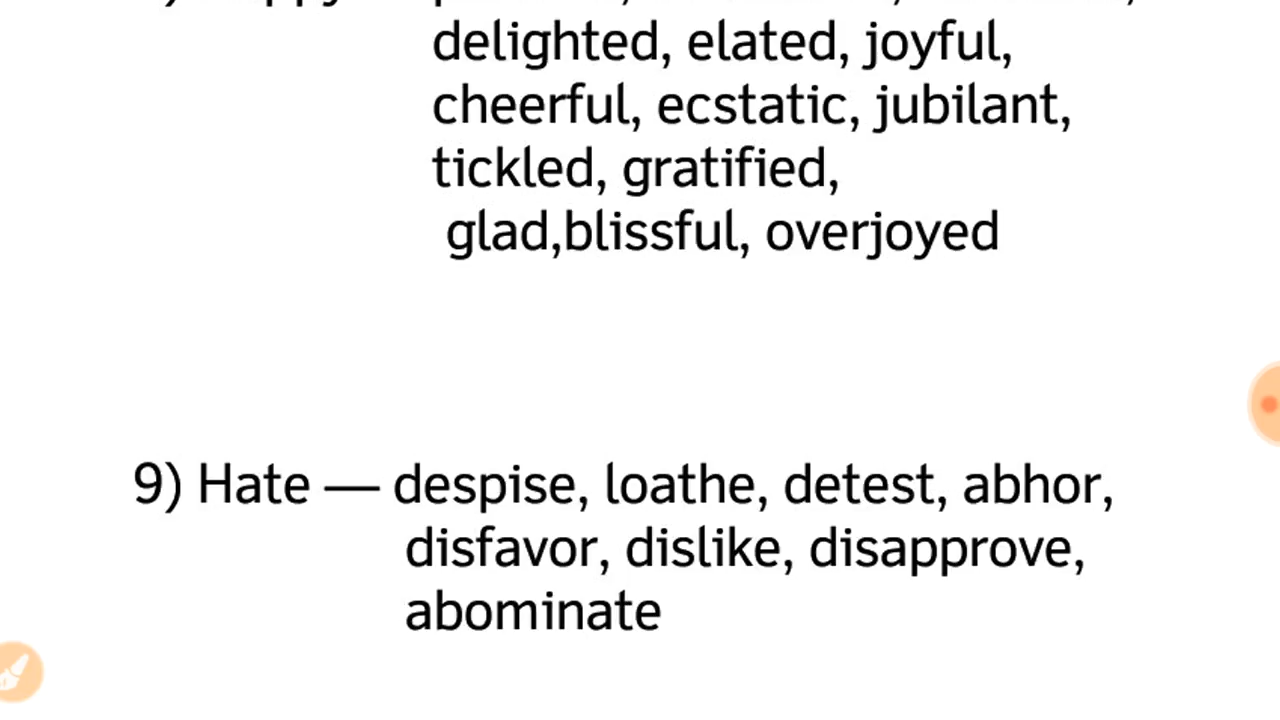 delighted, elated, joyful,
cheerful, ecstatic, jubilant,
tickled, gratified,
glad,blissful, overjoyed
9) Hate — despise, loathe, detest, abhor,
disfavor, dislike, disapprove,
abominate